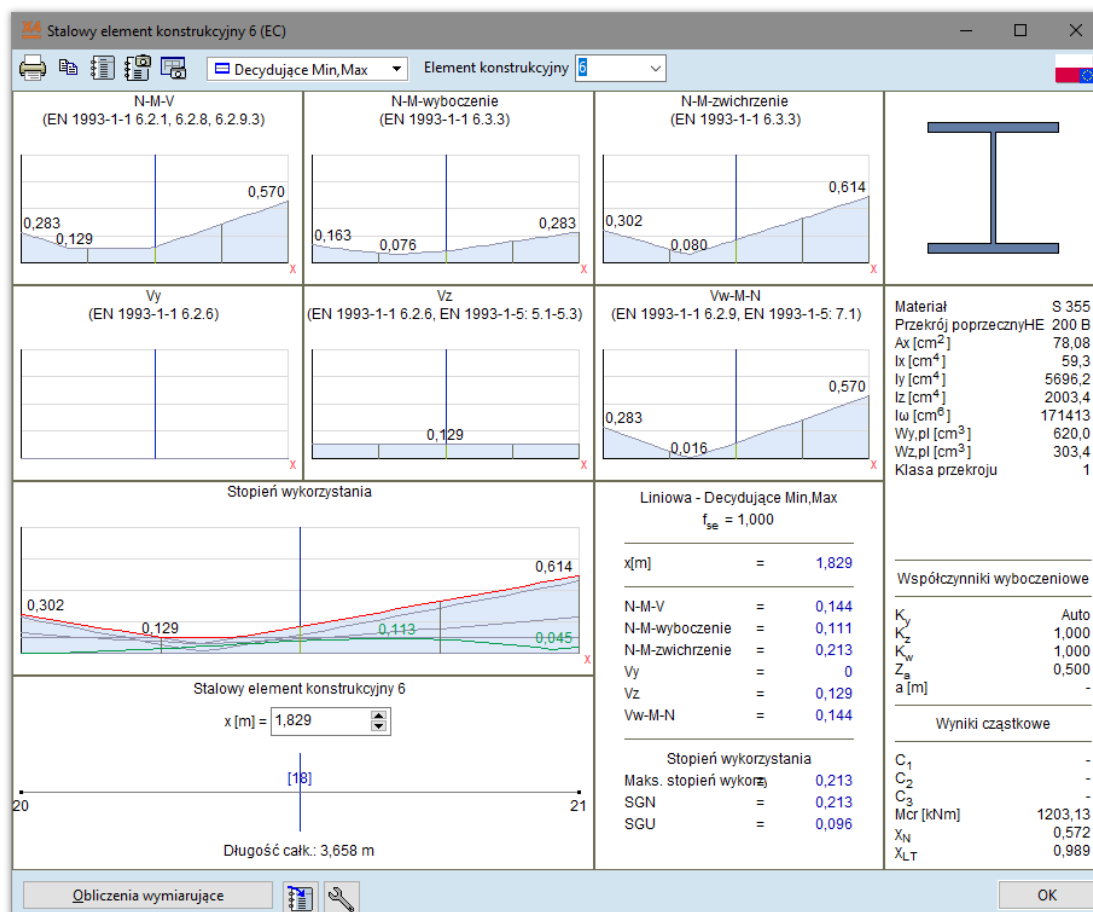 X6 Stalowy element konstrukcyjny 6 (EC)
Decydujące Min,Max Element konstrukcyjny 6
N-M-V
(EN 1993-1-1 6.2.1, 6.2.8, 6.2.9.3)
0,283
0,129
0,570
x
N-M-wyboczenie
(EN 1993-1-1 6.3.3)
0,163
0,076
0,283
x
N-M-zwichrzenie
(EN 1993-1-1 6.3.3)
0,302
0,080
0,614
x
Vy
(EN 1993-1-1 6.2.6)
x
Vz
(EN 1993-1-1 6.2.6, EN 1993-1-5: 5.1-5.3)
0,129
x
Vw-M-N
(EN 1993-1-1 6.2.9, EN 1993-1-5: 7.1)
0,283
0,016
0,570
x
Stopień wykorzystania
0,302
0,129
0,113
0,614
0,045
x
Stalowy element konstrukcyjny 6
x [m] = 1,829
[18]
20 21
Długość całk.: 3,658 m
Liniowa - Decydujące Min,Max
fse = 1,000
x[m] = 1,829
N-M-V = 0,144
N-M-wyboczenie = 0,111
N-M-zwichrzenie = 0,213
Vy = 0
Vz = 0,129
Vw-M-N = 0,144
Stopień wykorzystania
Maks. stopień wykorz = 0,213
SGN = 0,213
SGU = 0,096
Materiał S 355
Przekrój poprzecznyHE 200 B
Ax [cm2] 78,08
Ix [cm4] 59,3
Iy [cm4] 5696,2
Iz [cm4] 2003,4
Iω [cm6] 171413
Wy,pl [cm3] 620,0
Wz,pl [cm3] 303,4
Klasa przekroju 1
Współczynniki wyboczeniowe
Ky Auto
Kz 1,000
Kw 1,000
Za 0,500
a [m] -
Wyniki cząstkowe
C1 -
C2 -
C3 -
Mcr [kNm] 1203,13
χN 0,572
χLT 0,989
Obliczenia wymiarujące
OK